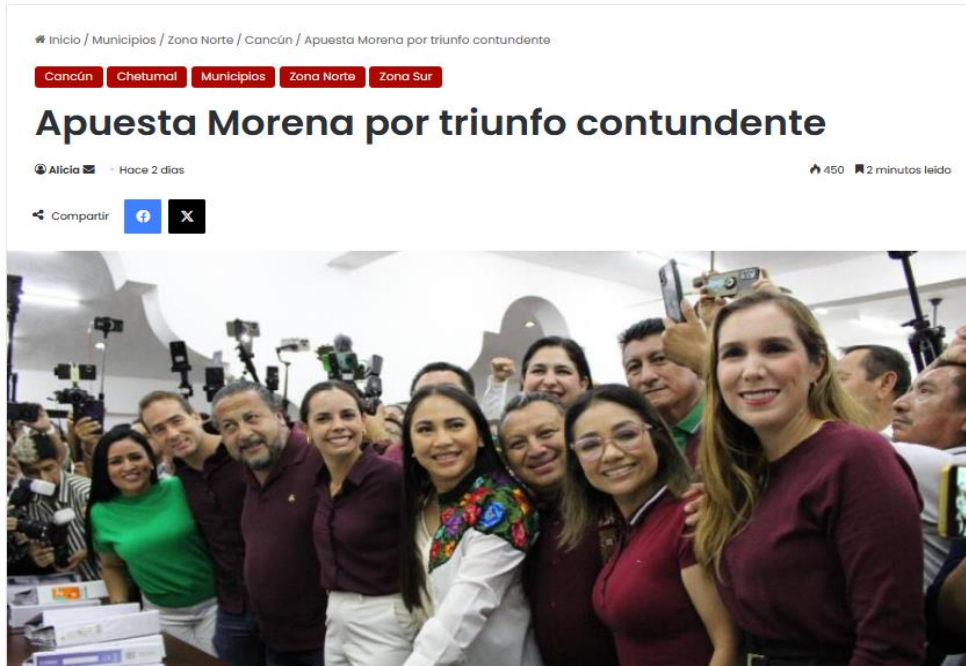 Inicio / Municipios / Zona Norte / Cancún / Apuesta Morena por triunfo contundente
Cancún Chetumal Municipios Zona Norte Zona Sur
Apuesta Morena por triunfo contundente
Alicia · Hace 2 días 450 2 minutos leido
Compartir